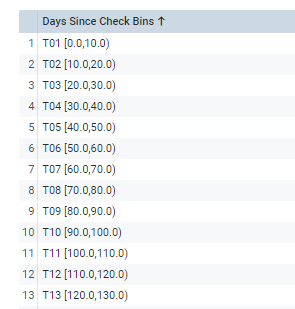 Days Since Check Bins ↑
1 T01 [0.0,10.0)
2 T02 [10.0,20.0)
3 T03 [20.0,30.0)
4 T04 [30.0,40.0)
5 T05 [40.0,50.0)
6 T06 [50.0,60.0)
7 T07 [60.0,70.0)
8 T08 [70.0,80.0)
9 T09 [80.0,90.0)
10 T10 [90.0,100.0)
11 T11 [100.0,110.0)
12 T12 [110.0,120.0)
13 T13 [120.0,130.0)